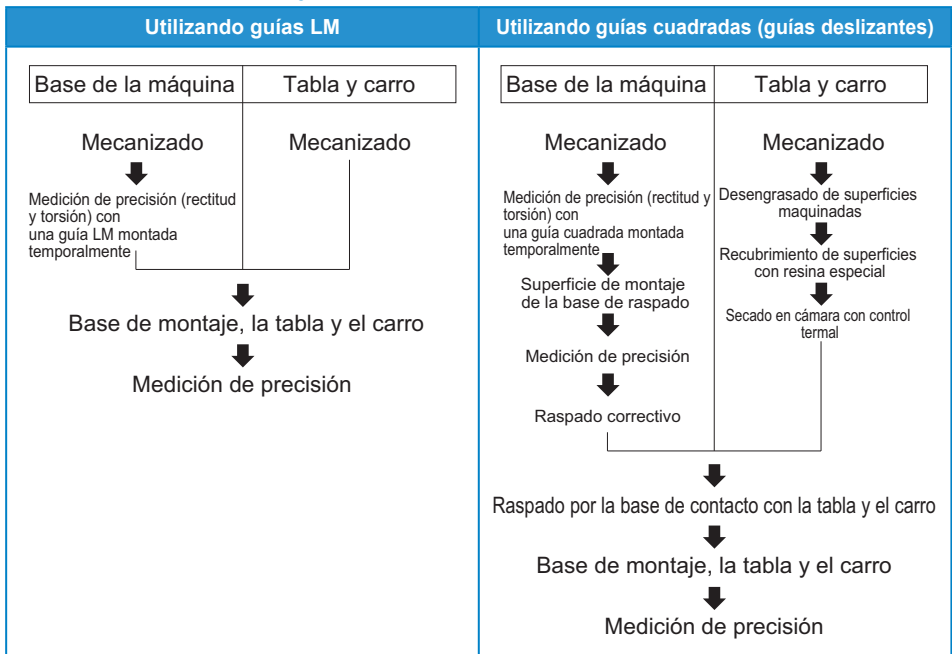 Utilizando guías LM
Base de la máquina
Tabla y carro
Mecanizado
Mecanizado
Medición de precisión (rectitud
y torsión) con
una guía LM montada
temporalmente
Base de montaje, la tabla y el carro
Medición de precisión
Utilizando guías cuadradas (guías deslizantes)
Base de la máquina
Tabla y carro
Mecanizado
Medición de precisión (rectitud y
torsión) con
una guía cuadrada montada
temporalmente
Superficie de montaje
de la base de raspado
Medición de precisión
Raspado correctivo
Mecanizado
Desengrasado de superficies
maquinadas
Recubrimiento de superficies
con resina especial
Secado en cámara con control
termal
Raspado por la base de contacto con la tabla y el carro
Base de montaje, la tabla y el carro
Medición de precisión